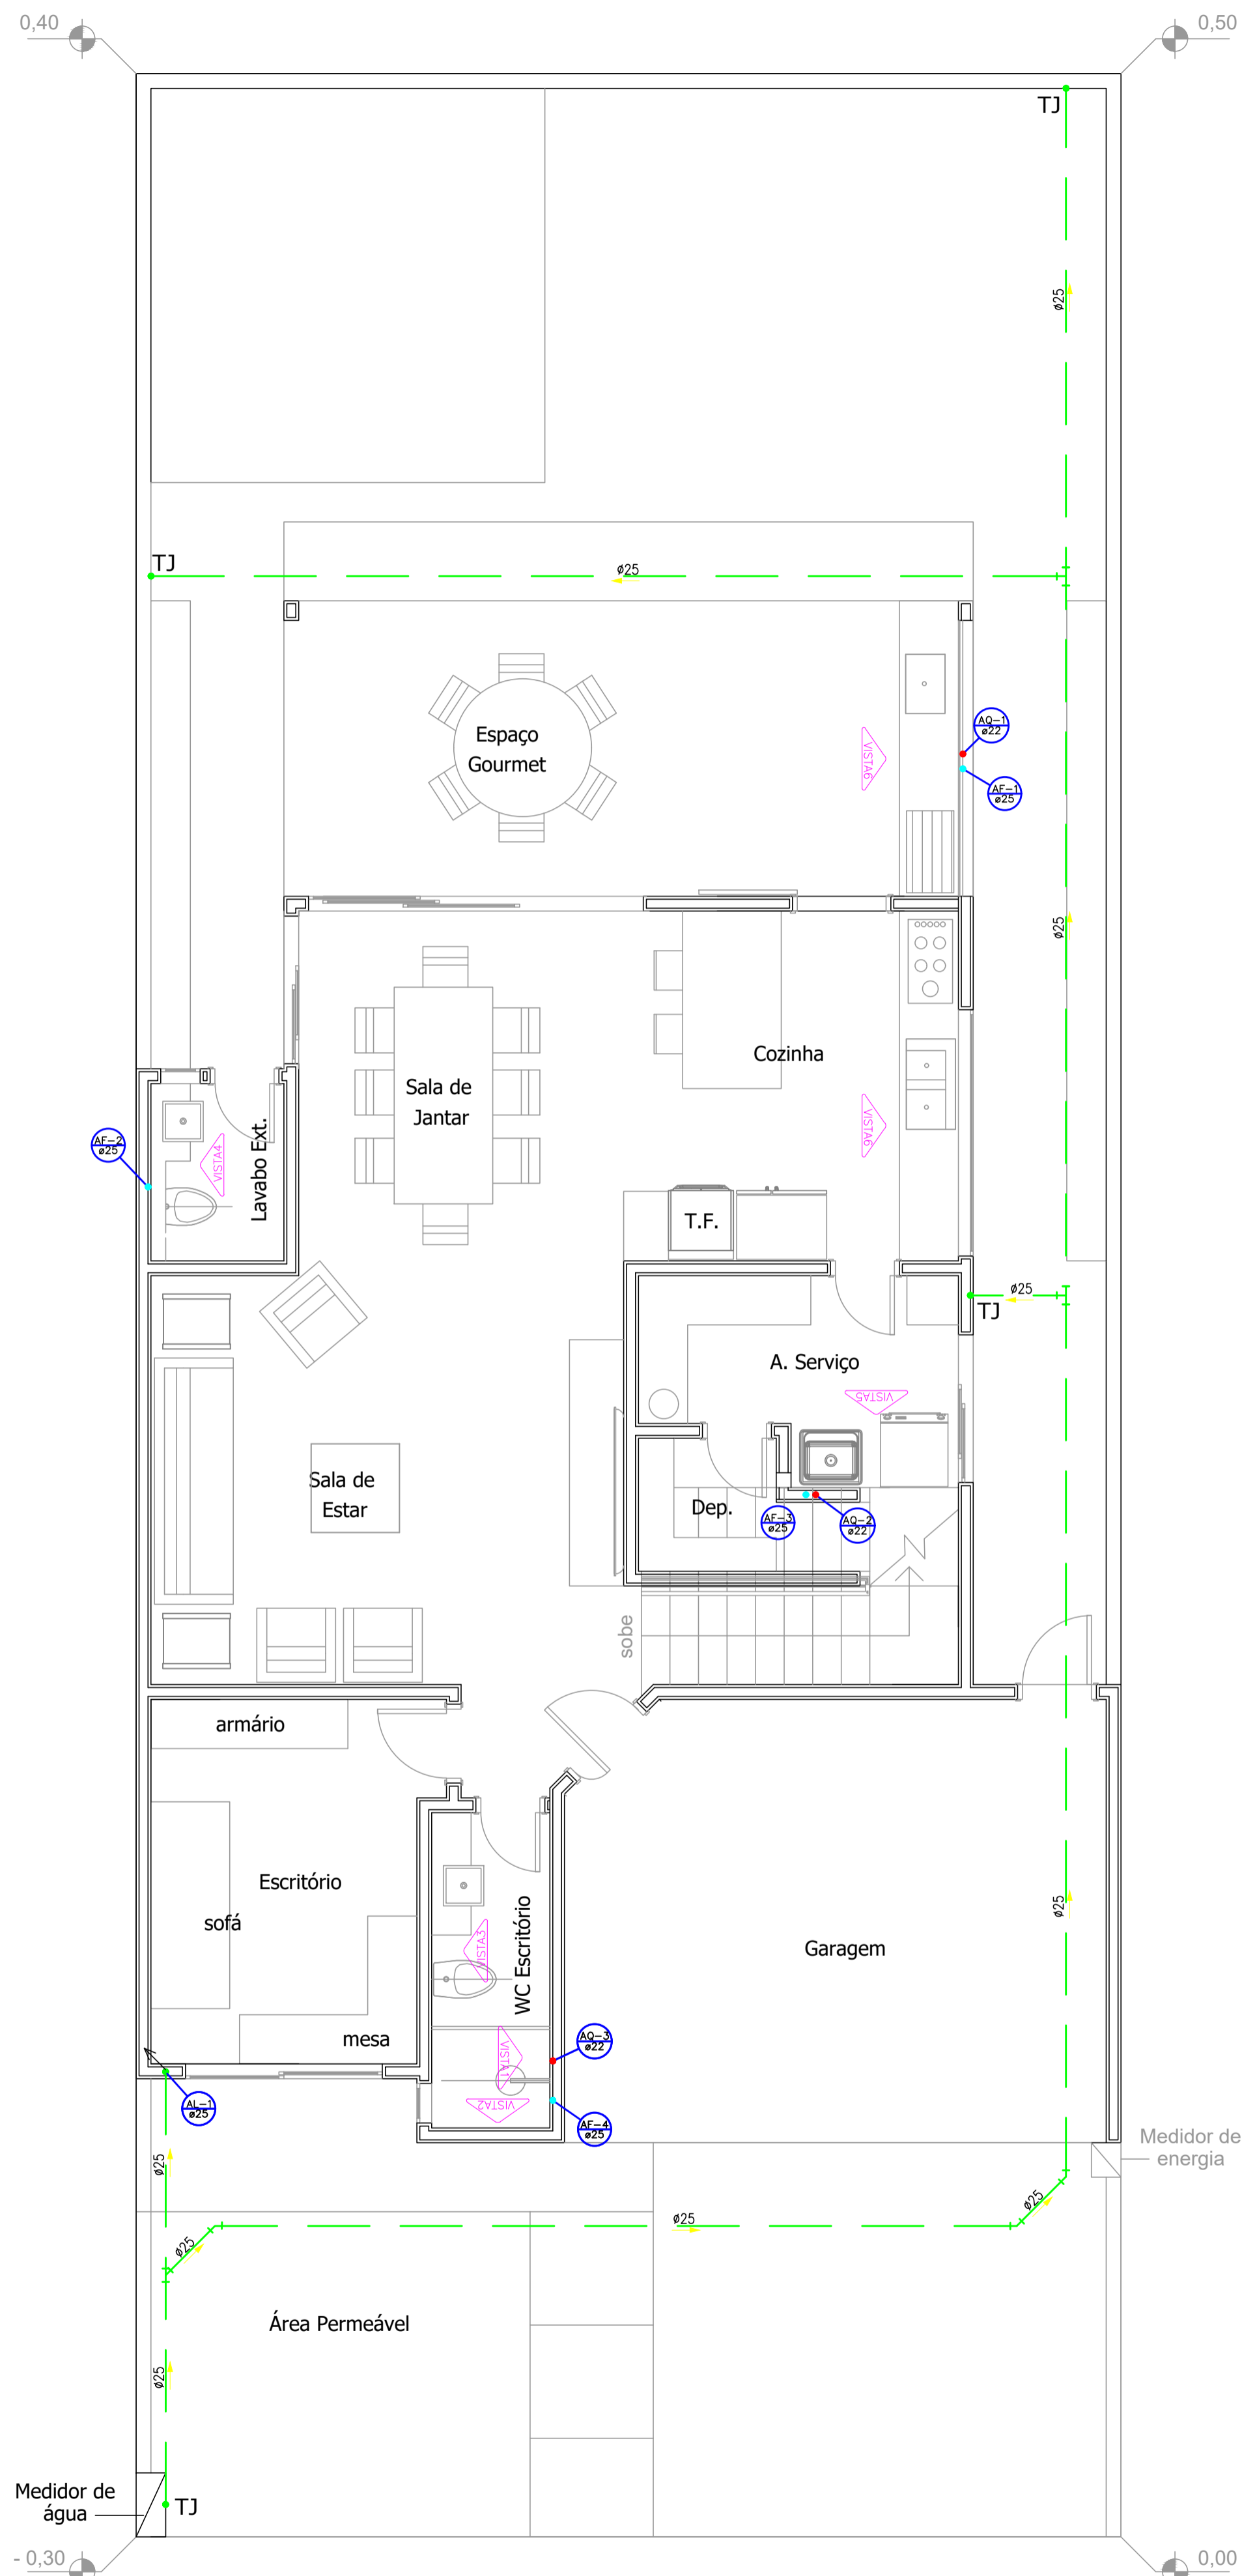 0,40
0,50
TJ
ø25
TJ
ø25
Espaço
Gourmet
VISTA6
AQ-1
ø22
AF-1
ø25
ø25
Cozinha
Sala de
Jantar
VISTA6
AF-2
ø25
VISTA4
Lavabo Ext.
T.F.
ø25
TJ
A. Serviço
VISTA5
Sala de
Estar
Dep.
AF-3
ø25
AQ-2
ø22
sobe
armário
Escritório
sofá
WC Escritório
VISTA3
ø25
Garagem
mesa
AQ-3
ø22
VISTA1
VISTA2
AL-1
ø25
AF-4
ø25
Medidor de
energia
ø25
ø25
ø25
ø25
Área Permeável
ø25
Medidor de
água
TJ
- 0,30
0,00